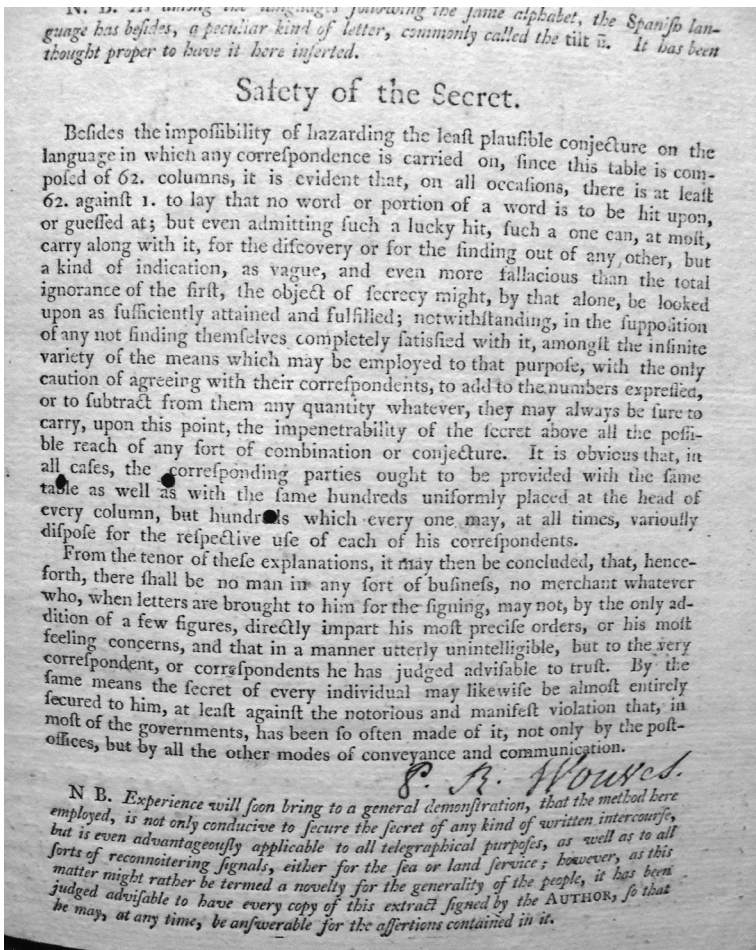 N. B. As among the languages following the ſame alphabet, the Spaniſh lan-
guage has beſides, a peculiar kind of letter, commonly called the tilt ñ. It has been
thought proper to have it here inſerted.
Safety of the Secret.
Beſides the impoſſibility of hazarding the leaſt plauſible conjecture on the
language in which any correſpondence is carried on, ſince this table is com-
poſed of 62. columns, it is evident that, on all occaſions, there is at leaſt
62. againſt 1. to lay that no word or portion of a word is to be hit upon,
or gueſſed at; but even admitting ſuch a lucky hit, ſuch a one can, at moſt,
carry along with it, for the diſcovery or for the finding out of any other, but
a kind of indication, as vague, and even more fallacious than the total
ignorance of the firſt, the object of ſecrecy might, by that alone, be looked
upon as ſufficiently attained and fulfilled; notwithſtanding, in the ſuppoſition
of any not finding themſelves completely ſatisfied with it, amongſt the infinite
variety of the means which may be employed to that purpoſe, with the only
caution of agreeing with their correſpondents, to add to the numbers expreſſed,
or to ſubtract from them any quantity whatever, they may always be ſure to
carry, upon this point, the impenetrability of the ſecret above all the poſſi-
ble reach of any ſort of combination or conjecture. It is obvious that, in
all caſes, the correſponding parties ought to be provided with the ſame
table as well as with the ſame hundreds uniformly placed at the head of
every column, but hundreds which every one may, at all times, variouſly
diſpoſe for the reſpective uſe of each of his correſpondents.
From the tenor of theſe explanations, it may then be concluded, that, hence-
forth, there ſhall be no man in any ſort of buſineſs, no merchant whatever
who, when letters are brought to him for the ſigning, may not, by the only ad-
dition of a few figures, directly impart his moſt preciſe orders, or his moſt
feeling concerns, and that in a manner utterly unintelligible, but to the very
correſpondent, or correſpondents he has judged adviſable to truſt. By the
ſame means the ſecret of every individual may likewiſe be almoſt entirely
ſecured to him, at leaſt againſt the notorious and manifeſt violation that, in
moſt of the governments, has been ſo often made of it, not only by the poſt-
offices, but by all the other modes of conveyance and communication.
P. R. Wouves.
N B. Experience will ſoon bring to a general demonſtration, that the method here
employed, is not only conducive to ſecure the ſecret of any kind of written intercourſe,
but is even advantageouſly applicable to all telegraphical purpoſes, as well as to all
ſorts of reconnoitering ſignals, either for the ſea or land ſervice; however, as this
matter might rather be termed a novelty for the generality of the people, it has been
judged adviſable to have every copy of this extract ſigned by the AUTHOR, ſo that
he may, at any time, be anſwerable for the aſſertions contained in it.